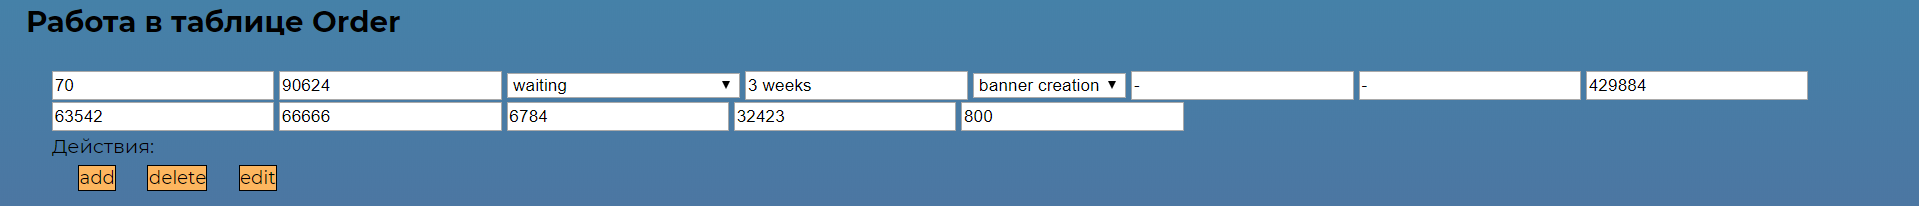 Работа в таблице Order
70 90624 waiting 3 weeks banner creation - - 429884
63542 66666 6784 32423 800
Действия:
add delete edit